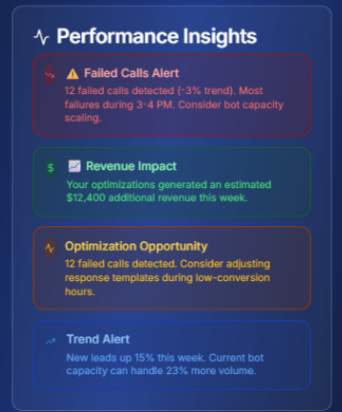 Performance Insights
⚠️ Failed Calls Alert
12 failed calls detected (-3% trend). Most
failures during 3-4 PM. Consider bot capacity
scaling.
$
📈 Revenue Impact
Your optimizations generated an estimated
$12,400 additional revenue this week.
Optimization Opportunity
12 failed calls detected. Consider adjusting
response templates during low-conversion
hours.
Trend Alert
New leads up 15% this week. Current bot
capacity can handle 23% more volume.